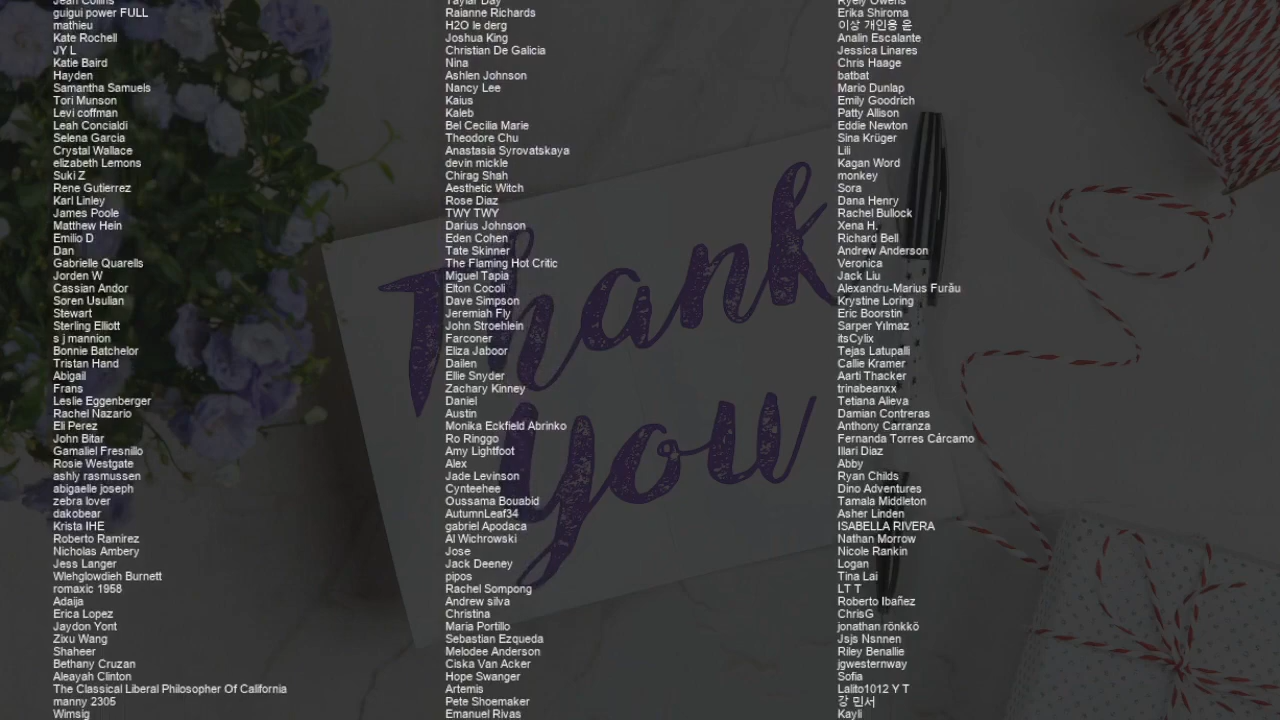 Jean Collins
guigui power FULL
mathieu
Kate Rochell
JY L
Katie Baird
Hayden
Samantha Samuels
Tori Munson
Levi coffman
Leah Concialdi
Selena Garcia
Crystal Wallace
elizabeth Lemons
Suki Z
Rene Gutierrez
Karl Linley
James Poole
Matthew Hein
Emilio D
Dan
Gabrielle Quarells
Jorden W
Cassian Andor
Soren Usulian
Stewart
Sterling Elliott
s j mannion
Bonnie Batchelor
Tristan Hand
Abigail
Frans
Leslie Eggenberger
Rachel Nazario
Eli Perez
John Bitar
Gamaliel Fresnillo
Rosie Westgate
ashly rasmussen
abigaelle joseph
zebra lover
dakobear
Krista IHE
Roberto Ramirez
Nicholas Ambery
Jess Langer
Wlehglowdieh Burnett
romaxic 1958
Adaija
Erica Lopez
Jaydon Yont
Zixu Wang
Shaheer
Bethany Cruzan
Aleayah Clinton
The Classical Liberal Philosopher Of California
manny 2305
Wimsig
Taylar Day
Raianne Richards
H2O le derg
Joshua King
Christian De Galicia
Nina
Ashlen Johnson
Nancy Lee
Kaius
Kaleb
Bel Cecilia Marie
Theodore Chu
Anastasia Syrovatskaya
devin mickle
Chirag Shah
Aesthetic Witch
Rose Diaz
TWY TWY
Darius Johnson
Eden Cohen
Tate Skinner
The Flaming Hot Critic
Miguel Tapia
Elton Cocoli
Dave Simpson
Jeremiah Fly
John Stroehlein
Farconer
Eliza Jaboor
Dailen
Ellie Snyder
Zachary Kinney
Daniel
Austin
Monika Eckfield Abrinko
Ro Ringgo
Amy Lightfoot
Alex
Jade Levinson
Cynteehee
Oussama Bouabid
AutumnLeaf34
gabriel Apodaca
Al Wichrowski
Jose
Jack Deeney
pipos
Rachel Sompong
Andrew silva
Christina
Maria Portillo
Sebastian Ezqueda
Melodee Anderson
Ciska Van Acker
Hope Swanger
Artemis
Pete Shoemaker
Emanuel Rivas
Ryely Owens
Erika Shiroma
이상 개인용 윤
Analin Escalante
Jessica Linares
Chris Haage
batbat
Mario Dunlap
Emily Goodrich
Patty Allison
Eddie Newton
Sina Krüger
Lili
Kagan Word
monkey
Sora
Dana Henry
Rachel Bullock
Xena H.
Richard Bell
Andrew Anderson
Veronica
Jack Liu
Alexandru-Marius Furău
Krystine Loring
Eric Boorstin
Sarper Yılmaz
itsCylix
Tejas Latupalli
Callie Kramer
Aarti Thacker
trinabeanxx
Tetiana Alieva
Damian Contreras
Anthony Carranza
Fernanda Torres Cárcamo
Illari Diaz
Abby
Ryan Childs
Dino Adventures
Tamala Middleton
Asher Linden
ISABELLA RIVERA
Nathan Morrow
Nicole Rankin
Logan
Tina Lai
LT T
Roberto Ibañez
ChrisG
jonathan rönkkö
Jsjs Nsnnen
Riley Benallie
jgwesternway
Sofia
Lalito1012 Y T
강 민서
Kayli
Thank
you